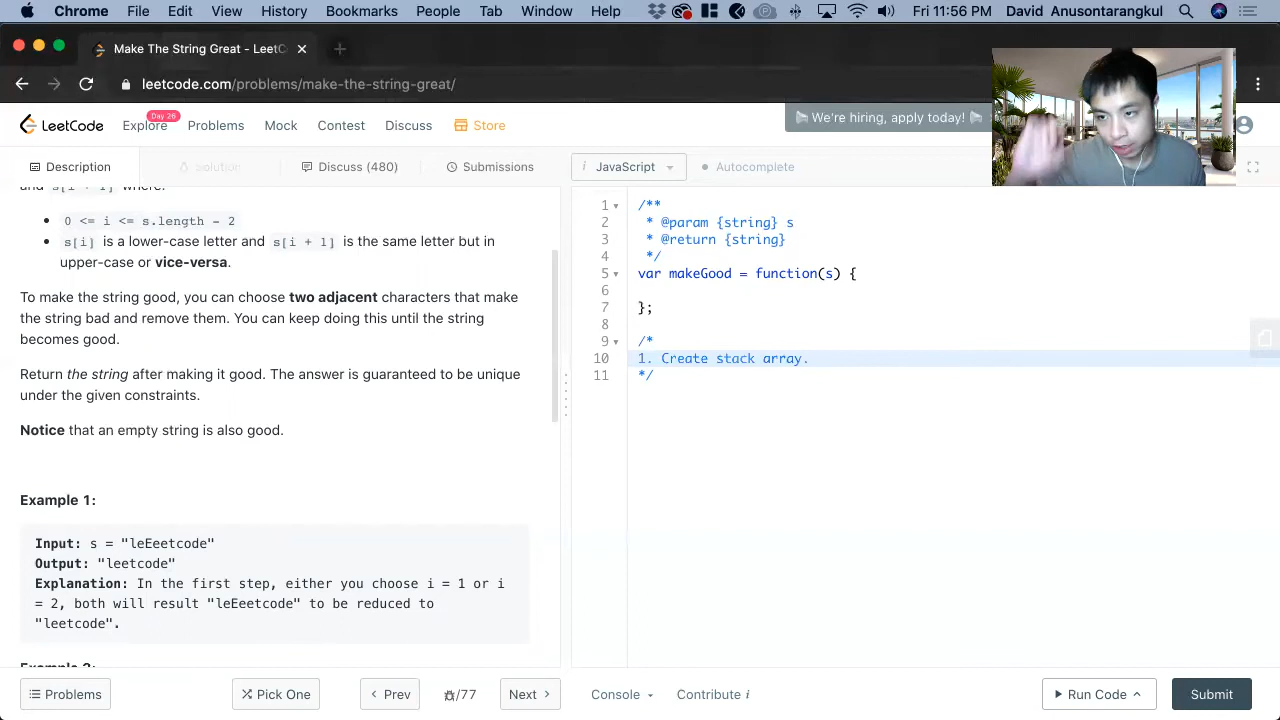 Chrome File Edit View History Bookmarks People Tab Window Help Fri 11:56 PM David Anusontarangkul
Make The String Great - LeetC
leetcode.com/problems/make-the-string-great/
LeetCode Explore Day 26 Problems Mock Contest Discuss Store We're hiring, apply today!
Description Solution Discuss (480) Submissions i JavaScript Autocomplete
and s[i + 1] where:
0 <= i <= s.length - 2
s[i] is a lower-case letter and s[i + 1] is the same letter but in
upper-case or vice-versa.
To make the string good, you can choose two adjacent characters that make
the string bad and remove them. You can keep doing this until the string
becomes good.
Return the string after making it good. The answer is guaranteed to be unique
under the given constraints.
Notice that an empty string is also good.
Example 1:
Input: s = "leEeetcode"
Output: "leetcode"
Explanation: In the first step, either you choose i = 1 or i
= 2, both will result "leEeetcode" to be reduced to
"leetcode".
Example 2:
1 /**
2 * @param {string} s
3 * @return {string}
4 */
5 var makeGood = function(s) {
6
7 };
8
9 /*
10 1. Create stack array.
11 */
Problems Pick One Prev /77 Next Console Contribute i Run Code Submit